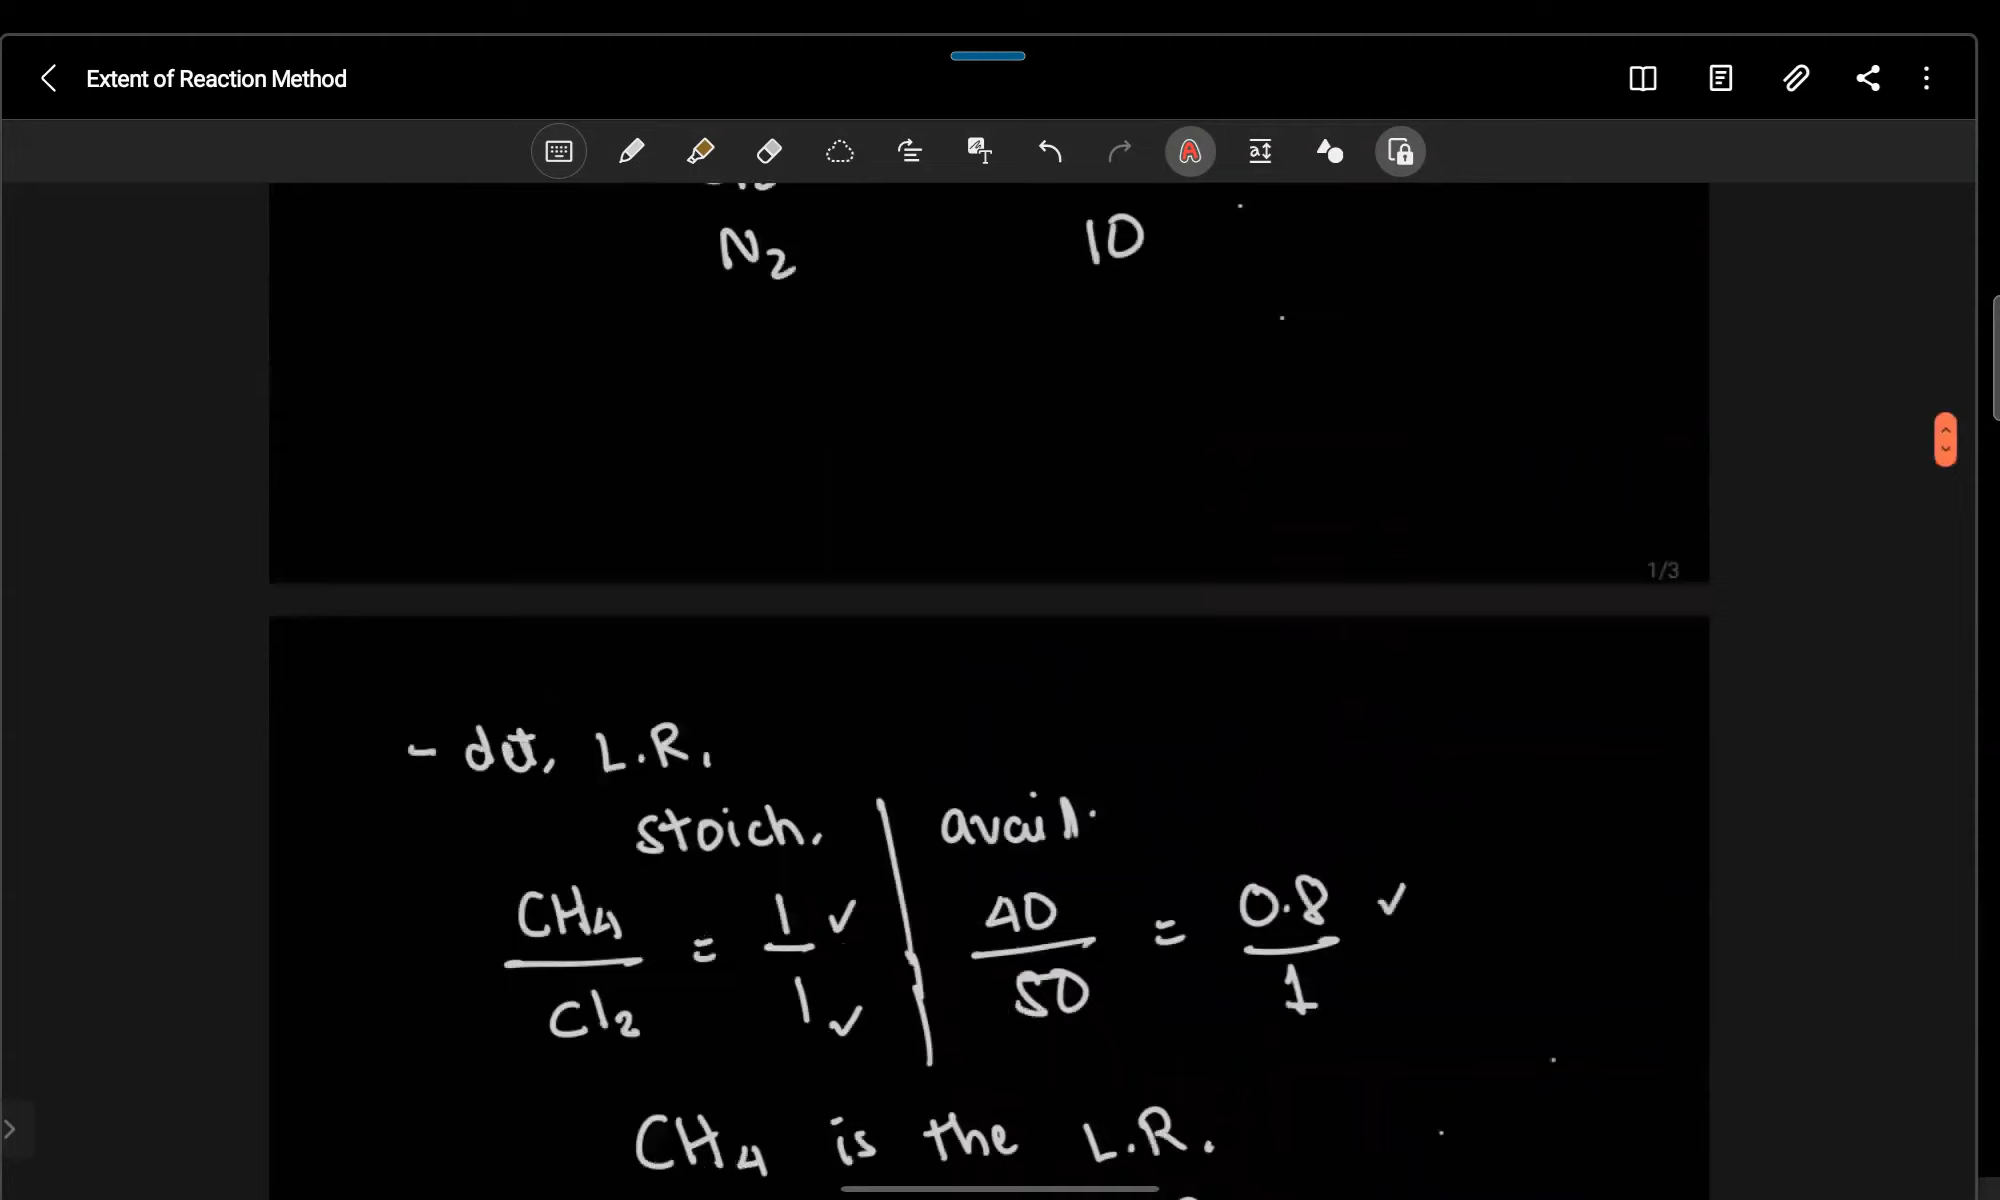 Extent of Reaction Method
N2 10
1/3
- det, L.R.
stoich. | avail.
CH4 / Cl2 = 1 ✓ / 1 ✓ | 40 / 50 = 0.8 / 1 ✓
CH4 is the L.R.